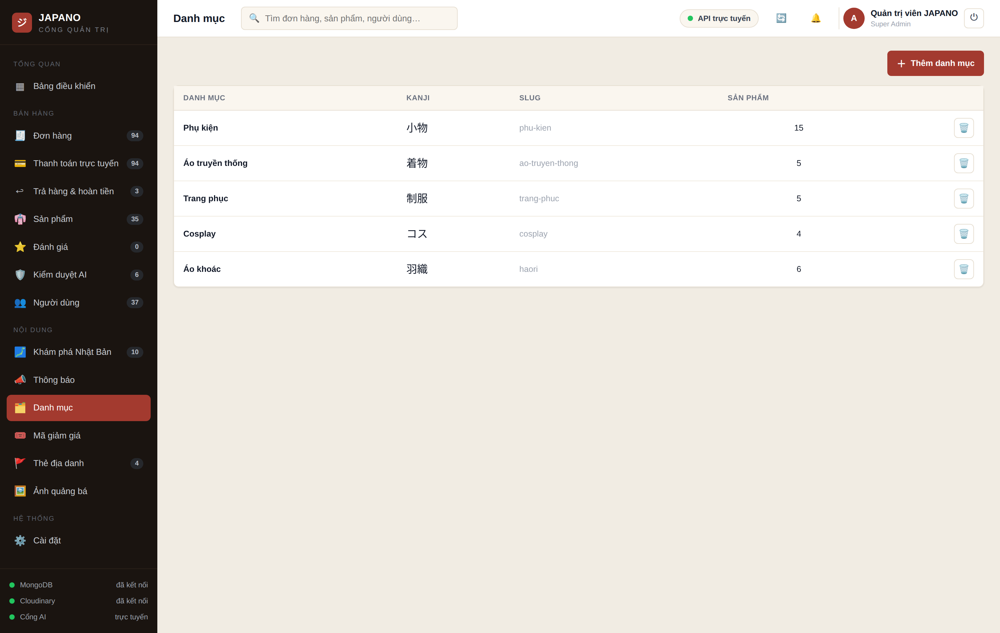 ジ
JAPANO
CỔNG QUẢN TRỊ
TỔNG QUAN
Bảng điều khiển
BÁN HÀNG
Đơn hàng 94
Thanh toán trực tuyến 94
Trả hàng & hoàn tiền 3
Sản phẩm 35
Đánh giá 0
Kiểm duyệt AI 6
Người dùng 37
NỘI DUNG
Khám phá Nhật Bản 10
Thông báo
Danh mục
Mã giảm giá
Thẻ địa danh 4
Ảnh quảng bá
HỆ THỐNG
Cài đặt
MongoDB đã kết nối
Cloudinary đã kết nối
Cổng AI trực tuyến
Danh mục
Tìm đơn hàng, sản phẩm, người dùng…
API trực tuyến
A
Quản trị viên JAPANO
Super Admin
+ Thêm danh mục
DANH MỤC KANJI SLUG SẢN PHẨM
Phụ kiện 小物 phu-kien 15
Áo truyền thống 着物 ao-truyen-thong 5
Trang phục 制服 trang-phuc 5
Cosplay コス cosplay 4
Áo khoác 羽織 haori 6